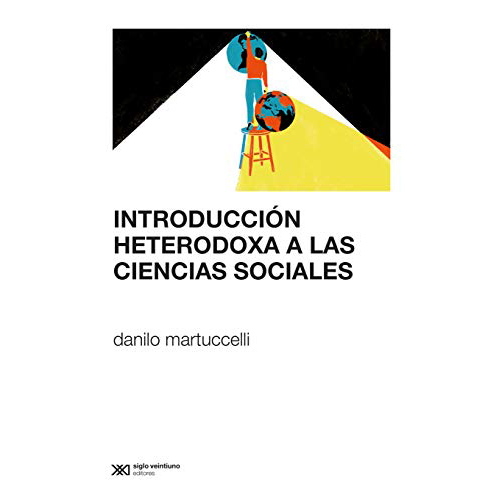 INTRODUCCIÓN
HETERODOXA A LAS
CIENCIAS SOCIALES
danilo martuccelli
siglo veintiuno
editores